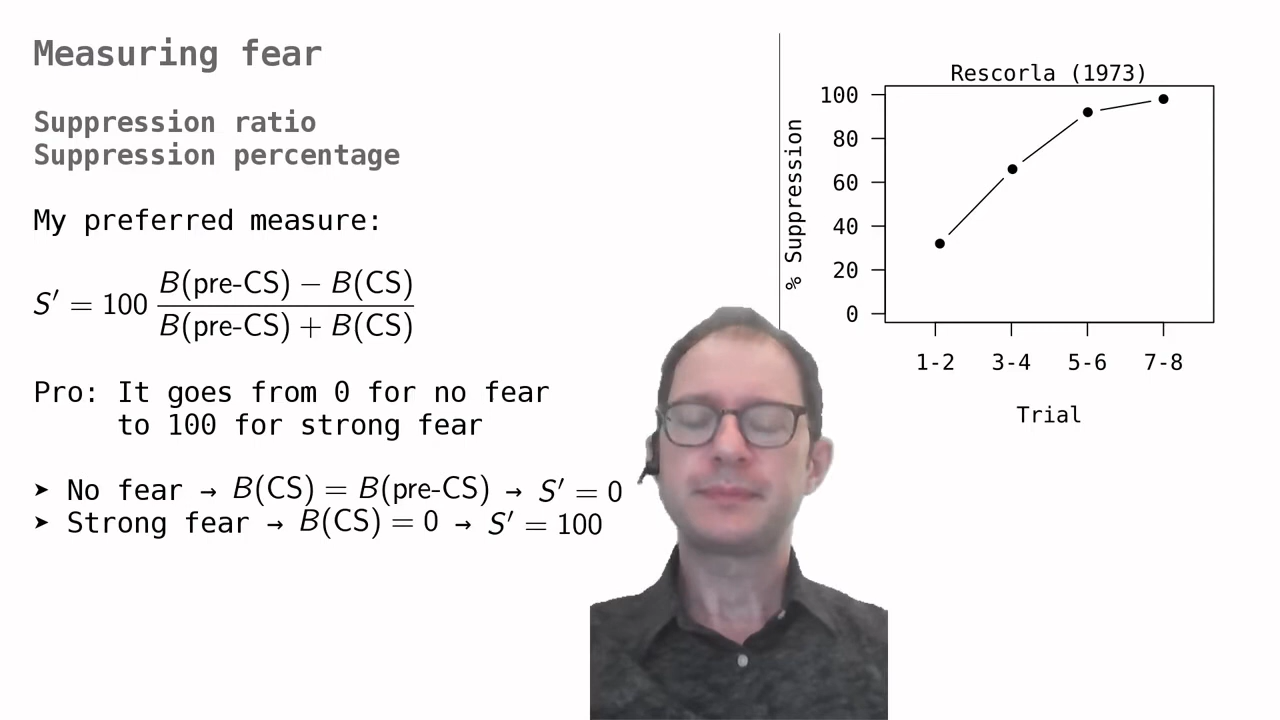 Measuring fear
Suppression ratio
Suppression percentage
My preferred measure:
S′ = 100 (B(pre-CS) − B(CS)) / (B(pre-CS) + B(CS))
Pro: It goes from 0 for no fear
to 100 for strong fear
➤ No fear → B(CS) = B(pre-CS) → S′ = 0
➤ Strong fear → B(CS) = 0 → S′ = 100
Rescorla (1973)
% Suppression
100
80
60
40
20
0
1-2 3-4 5-6 7-8
Trial